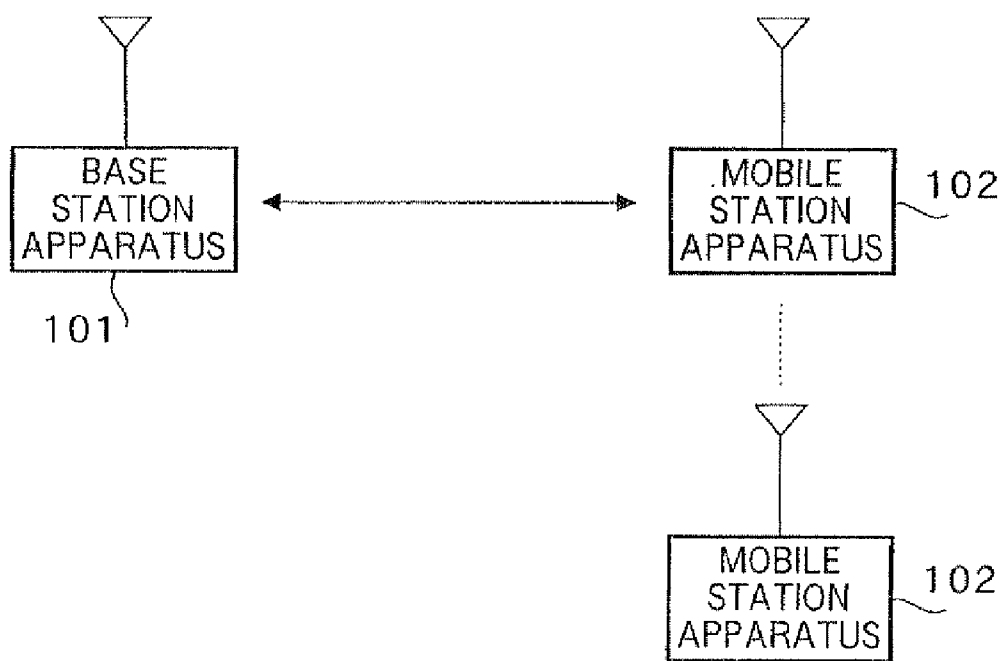 BASE
STATION
APPARATUS
101
MOBILE
STATION
APPARATUS
102
MOBILE
STATION
APPARATUS
102